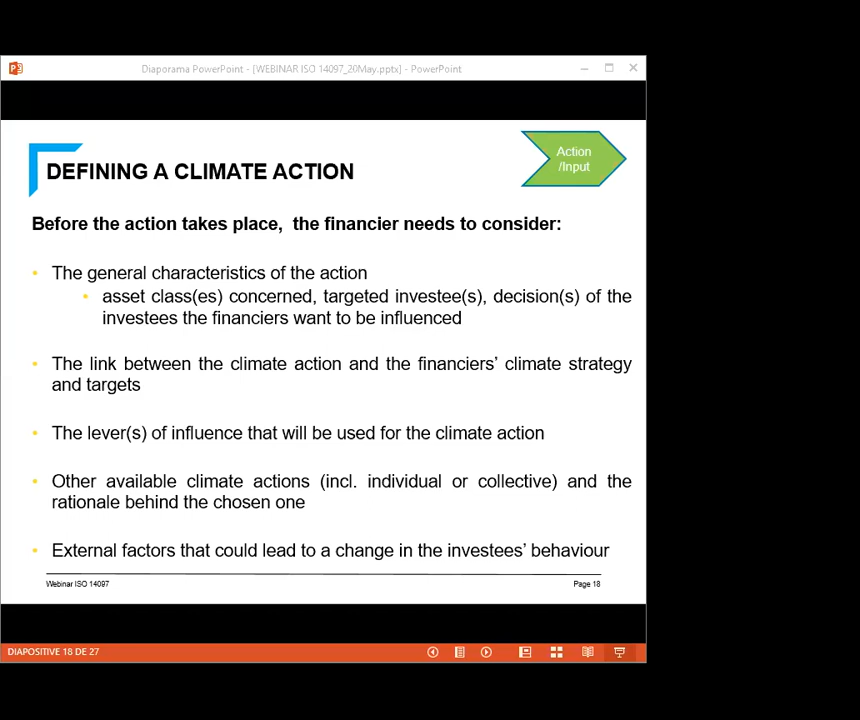 Diaporama PowerPoint - [WEBINAR ISO 14097_20May.pptx] - PowerPoint
Action
/Input
DEFINING A CLIMATE ACTION
Before the action takes place, the financier needs to consider:
• The general characteristics of the action
• asset class(es) concerned, targeted investee(s), decision(s) of the
investees the financiers want to be influenced
• The link between the climate action and the financiers’ climate strategy
and targets
• The lever(s) of influence that will be used for the climate action
• Other available climate actions (incl. individual or collective) and the
rationale behind the chosen one
• External factors that could lead to a change in the investees’ behaviour
Webinar ISO 14097
Page 18
DIAPOSITIVE 18 DE 27